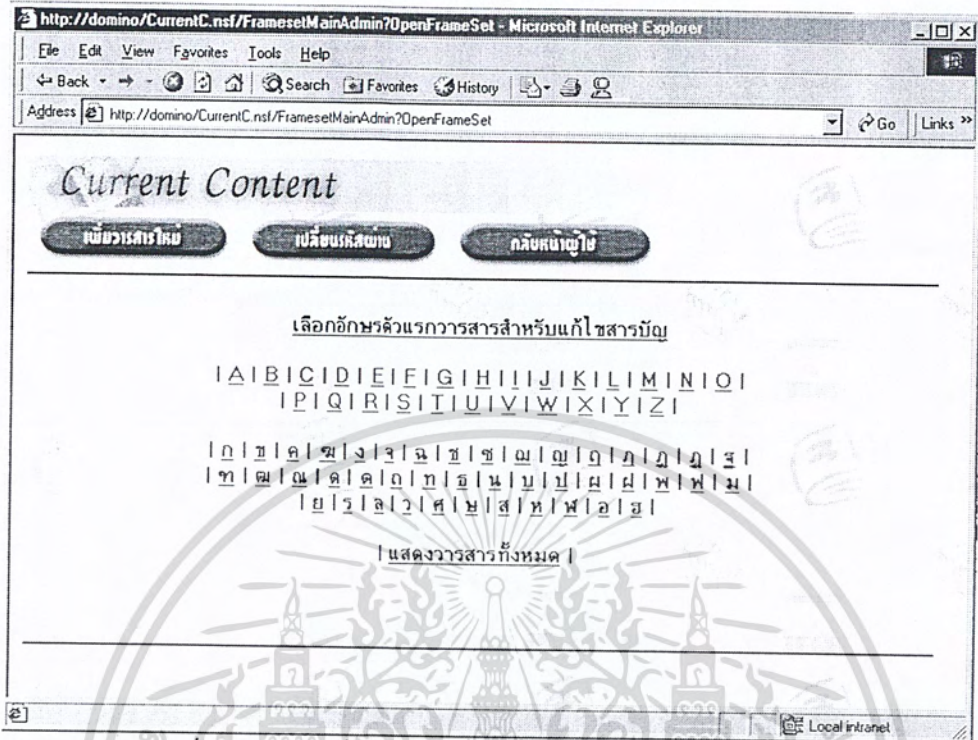 http://domino/CurrentC.nsf/FramesetMainAdmin?OpenFrameSet - Microsoft Internet Explorer
File Edit View Favorites Tools Help
Back Search Favorites History
Address http://domino/CurrentC.nsf/FramesetMainAdmin?OpenFrameSet Go Links »
Current Content
เพิ่มวารสารใหม่ เปลี่ยนรหัสผ่าน กลับหน้าผู้ใช้
เลือกอักษรตัวแรกวารสารสำหรับแก้ไขสารบัญ
| A | B | C | D | E | F | G | H | I | J | K | L | M | N | O |
| P | Q | R | S | T | U | V | W | X | Y | Z |
| ก | ข | ค | ฆ | ง | จ | ฉ | ช | ซ | ฌ | ญ | ฎ | ฏ | ฐ |
| ฑ | ฒ | ณ | ด | ต | ถ | ท | ธ | น | บ | ป | ผ | ฝ | พ | ฟ | ม |
| ย | ร | ล | ว | ศ | ษ | ส | ห | ฬ | อ | ฮ |
| แสดงวารสารทั้งหมด |
Local intranet